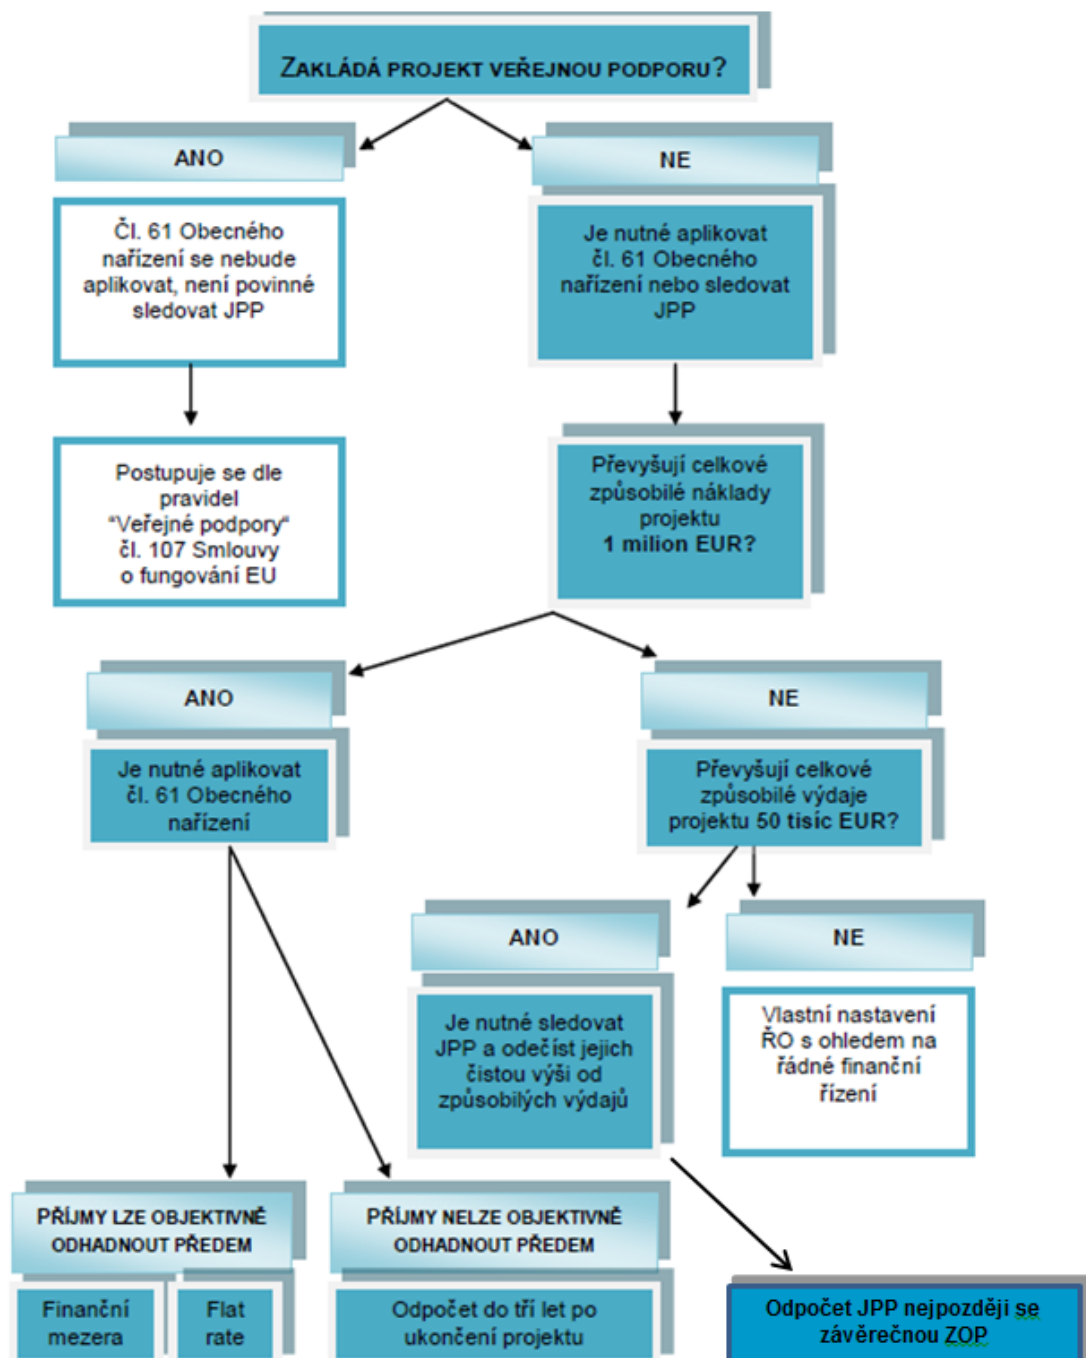 ZAKLÁDÁ PROJEKT VEŘEJNOU PODPORU?
ANO
NE
Čl. 61 Obecného
nařízení se nebude
aplikovat, není povinné
sledovat JPP
Je nutné aplikovat
čl. 61 Obecného
nařízení nebo sledovat
JPP
Postupuje se dle
pravidel
“Veřejné podpory“
čl. 107 Smlouvy
o fungování EU
Převyšují celkové
způsobilé náklady
projektu
1 milion EUR?
ANO
NE
Je nutné aplikovat
čl. 61 Obecného
nařízení
Převyšují celkové
způsobilé výdaje
projektu 50 tisíc EUR?
ANO
NE
Je nutné sledovat
JPP a odečíst jejich
čistou výši od
způsobilých výdajů
Vlastní nastavení
ŘO s ohledem na
řádné finanční
řízení
PŘÍJMY LZE OBJEKTIVNĚ
ODHADNOUT PŘEDEM
PŘÍJMY NELZE OBJEKTIVNĚ
ODHADNOUT PŘEDEM
Finanční
mezera
Flat
rate
Odpočet do tří let po
ukončení projektu
Odpočet JPP nejpozději se
závěrečnou ZOP